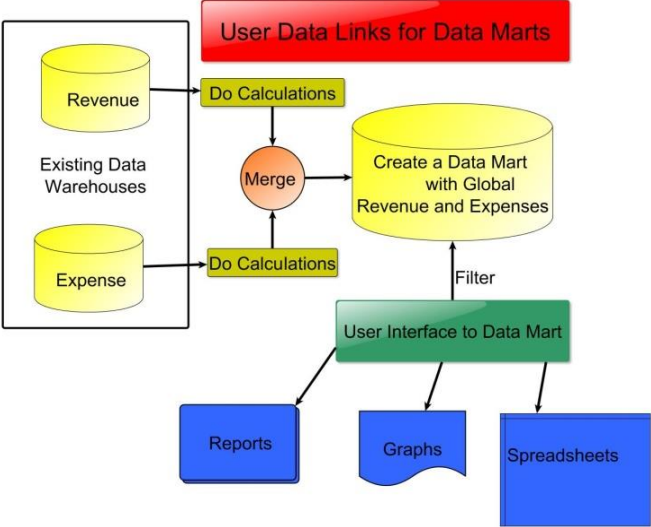 User Data Links for Data Marts
Revenue
Do Calculations
Existing Data
Warehouses
Merge
Create a Data Mart
with Global
Revenue and Expenses
Expense
Do Calculations
Filter
User Interface to Data Mart
Reports
Graphs
Spreadsheets